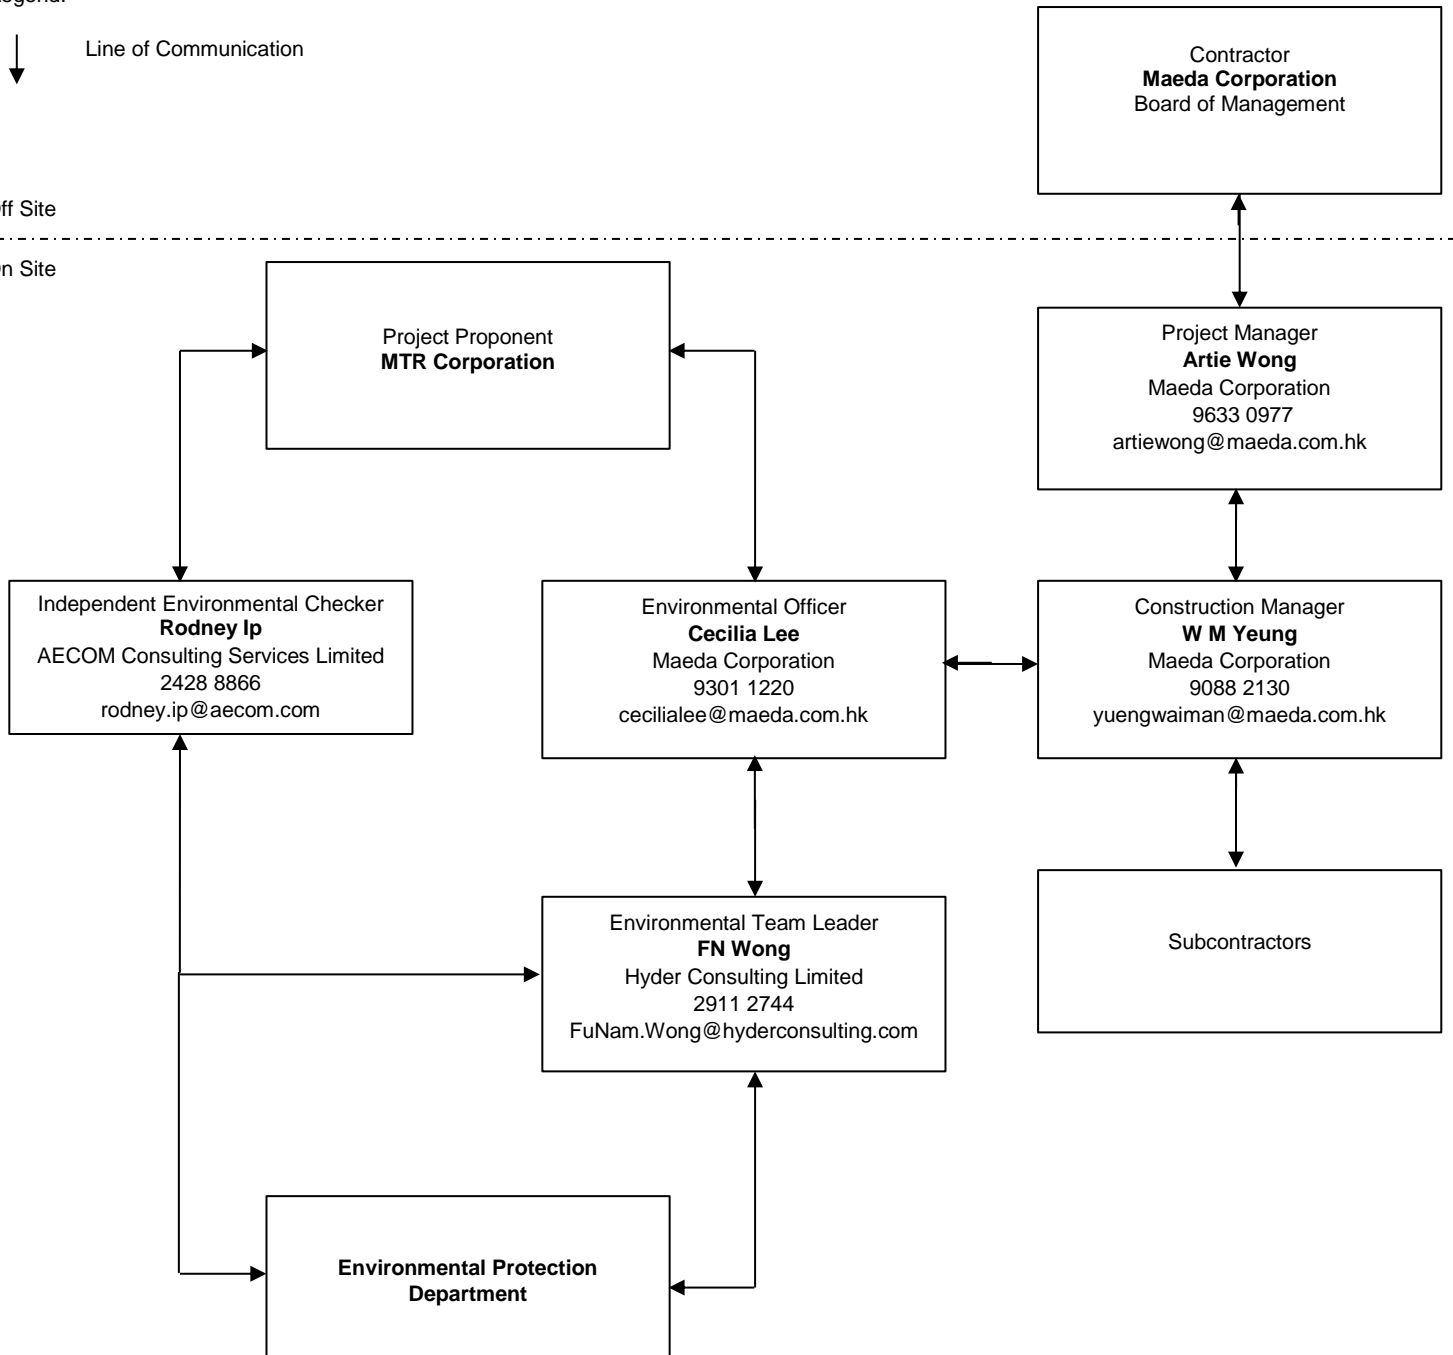 Line of Communication
Contractor
Maeda Corporation
Board of Management
Site
Site
Project Proponent
MTR Corporation
Project Manager
Artie Wong
Maeda Corporation
9633 0977
artiewong@maeda.com.hk
Independent Environmental Checker
Rodney Ip
AECOM Consulting Services Limited
2428 8866
rodney.ip@aecom.com
Environmental Officer
Cecilia Lee
Maeda Corporation
9301 1220
cecilialee@maeda.com.hk
Construction Manager
W M Yeung
Maeda Corporation
9088 2130
yuengwaiman@maeda.com.hk
Environmental Team Leader
FN Wong
Hyder Consulting Limited
2911 2744
FuNam.Wong@hyderconsulting.com
Subcontractors
Environmental Protection
Department